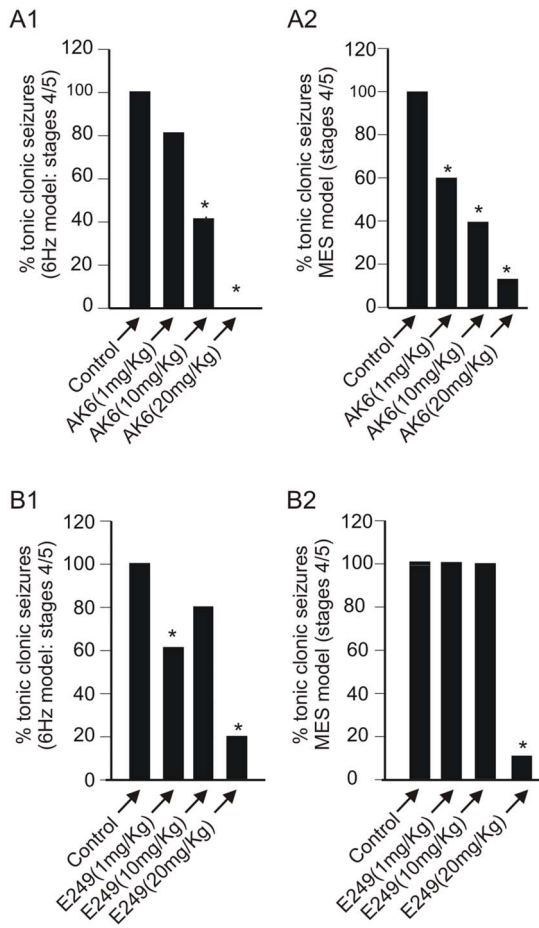 A1
120
100
80
60
40
20
0
% tonic clonic seizures
(6Hz model: stages 4/5)
*
*
Control
AK6(1mg/Kg)
AK6(10mg/Kg)
AK6(20mg/Kg)
A2
120
100
80
60
40
20
0
% tonic clonic seizures
MES model (stages 4/5)
*
*
*
Control
AK6(1mg/Kg)
AK6(10mg/Kg)
AK6(20mg/Kg)
B1
120
100
80
60
40
20
0
% tonic clonic seizures
(6Hz model: stages 4/5)
*
*
Control
E249(1mg/Kg)
E249(10mg/Kg)
E249(20mg/Kg)
B2
120
100
80
60
40
20
0
% tonic clonic seizures
MES model (stages 4/5)
*
Control
E249(1mg/Kg)
E249(10mg/Kg)
E249(20mg/Kg)